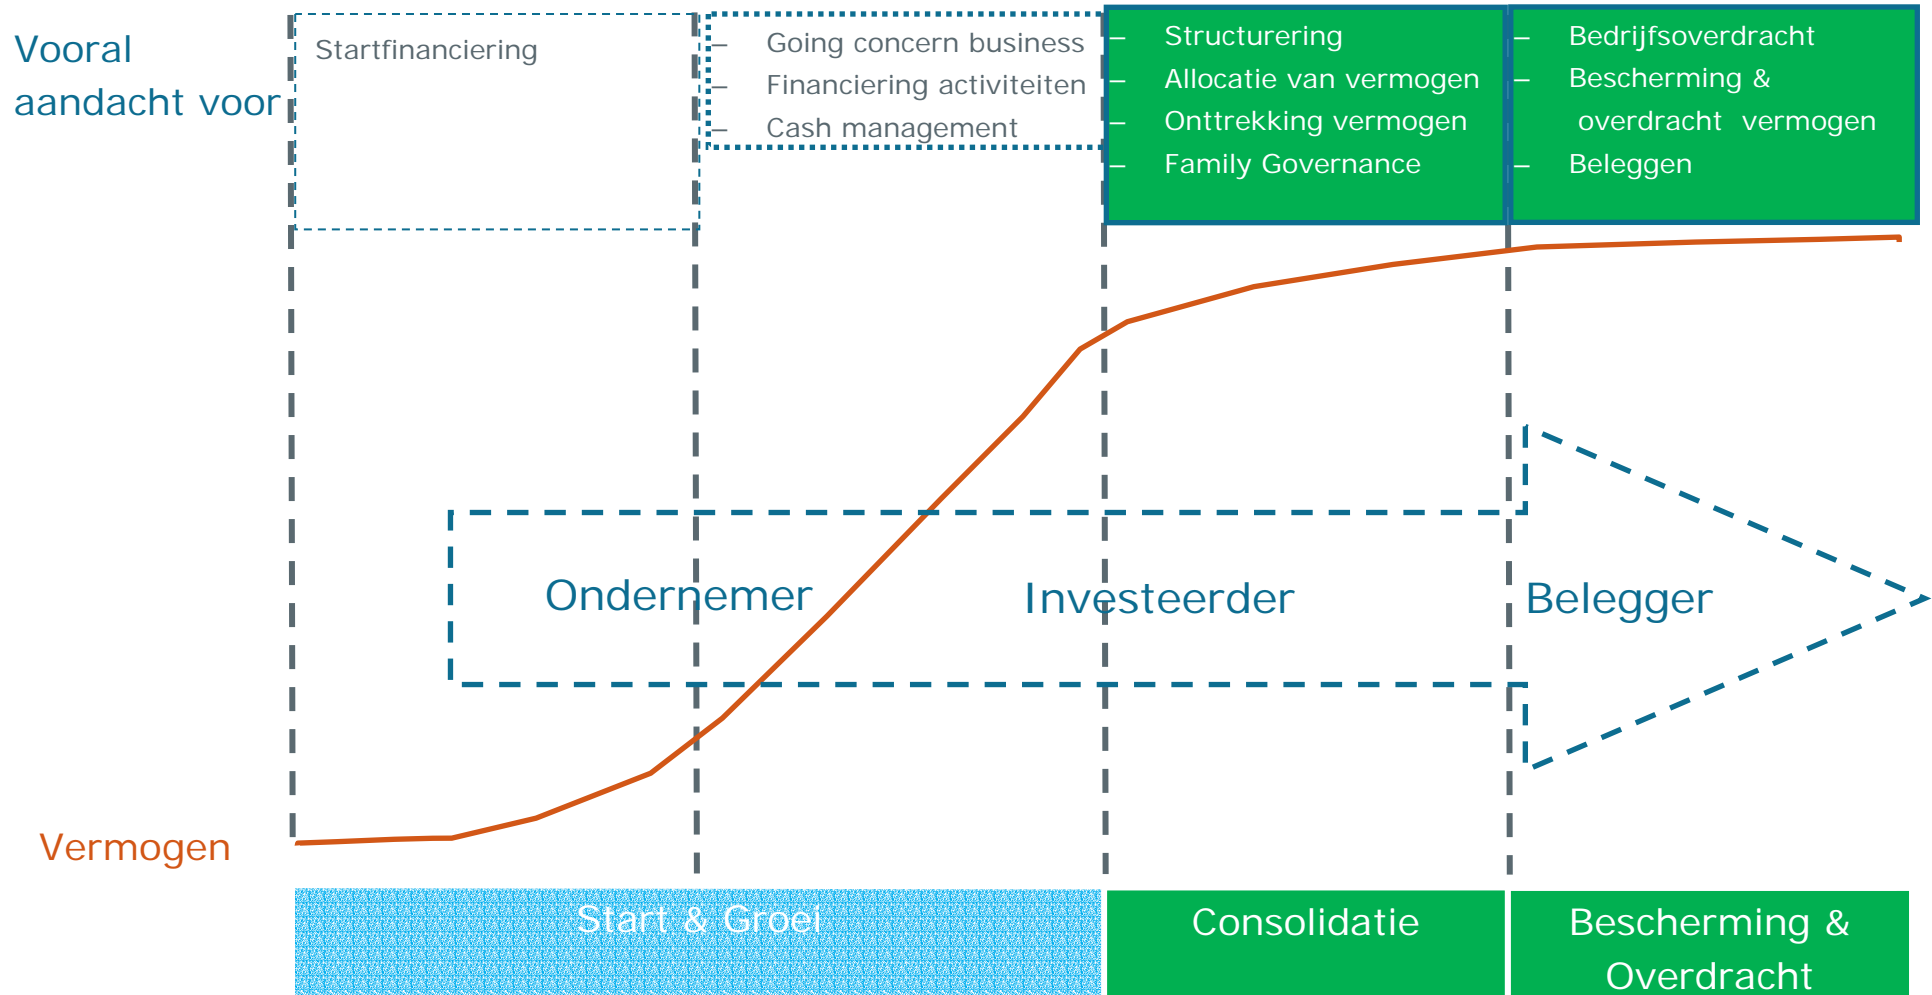 Vooral
aandacht voor
Startfinanciering
– Going concern business
– Financiering activiteiten
– Cash management
– Structurering
– Allocatie van vermogen
– Onttrekking vermogen
– Family Governance
– Bedrijfsoverdracht
– Bescherming &
overdracht vermogen
– Beleggen
Ondernemer
Investeerder
Belegger
Vermogen
Start & Groei
Consolidatie
Bescherming &
Overdracht